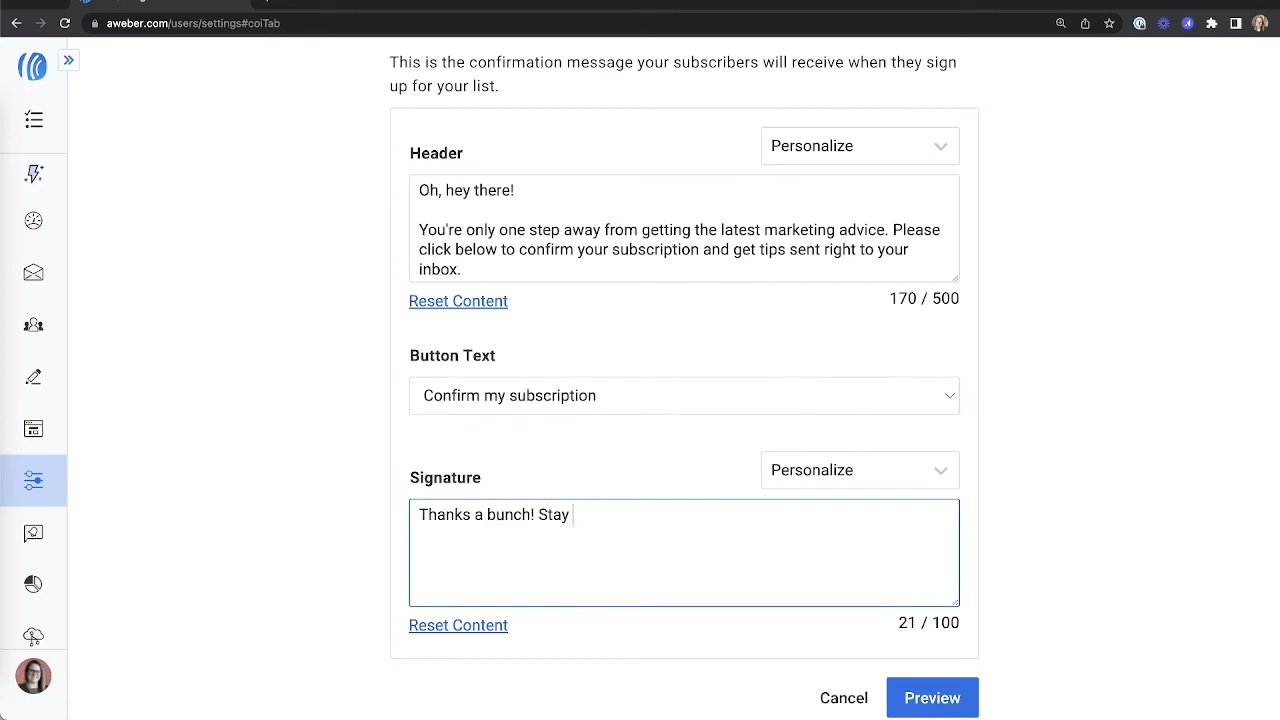 aweber.com/users/settings#coiTab
This is the confirmation message your subscribers will receive when they sign
up for your list.
Header
Personalize
Oh, hey there!
You're only one step away from getting the latest marketing advice. Please
click below to confirm your subscription and get tips sent right to your
inbox.
Reset Content
170 / 500
Button Text
Confirm my subscription
Signature
Personalize
Thanks a bunch! Stay
Reset Content
21 / 100
Cancel
Preview